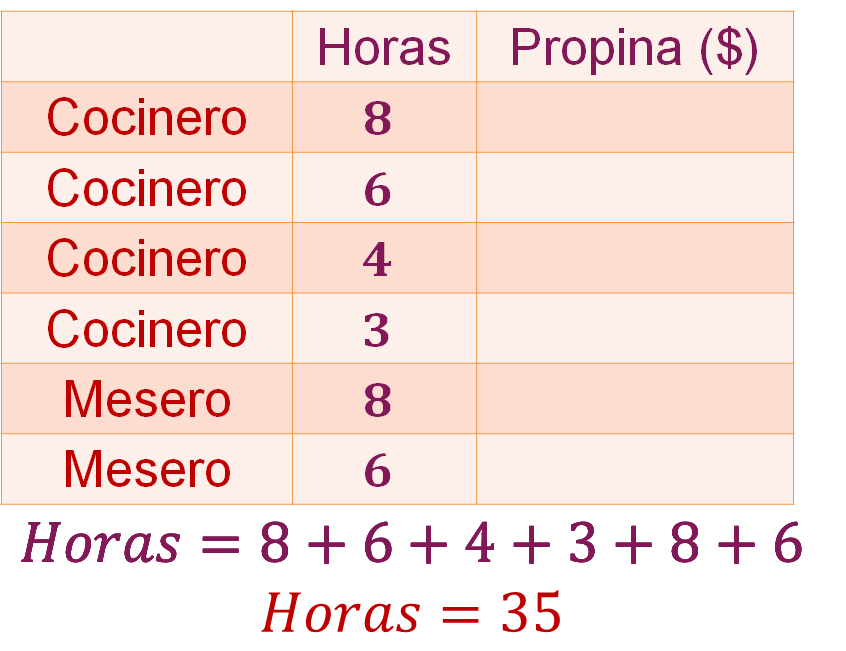 Horas Propina ($)
Cocinero 8
Cocinero 6
Cocinero 4
Cocinero 3
Mesero 8
Mesero 6
Horas = 8 + 6 + 4 + 3 + 8 + 6
Horas = 35